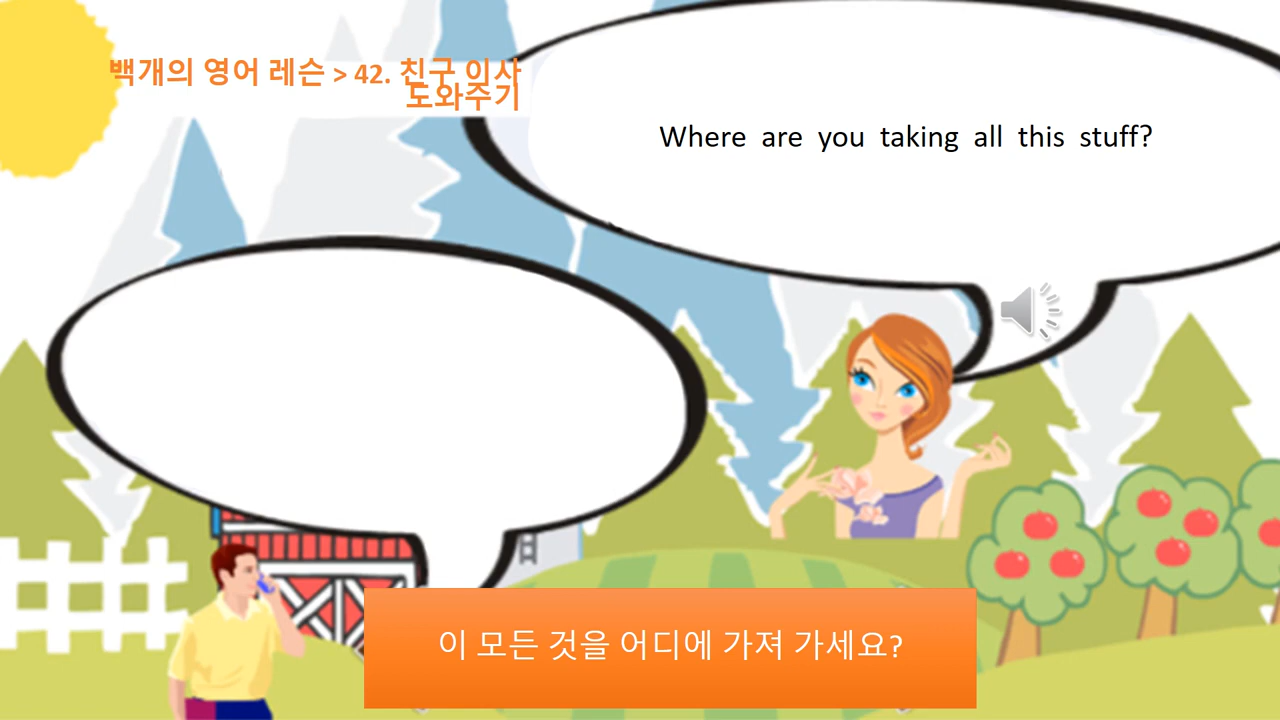 백개의 영어 레슨 > 42. 친구 이사
도와주기
Where are you taking all this stuff?
이 모든 것을 어디에 가져 가세요?